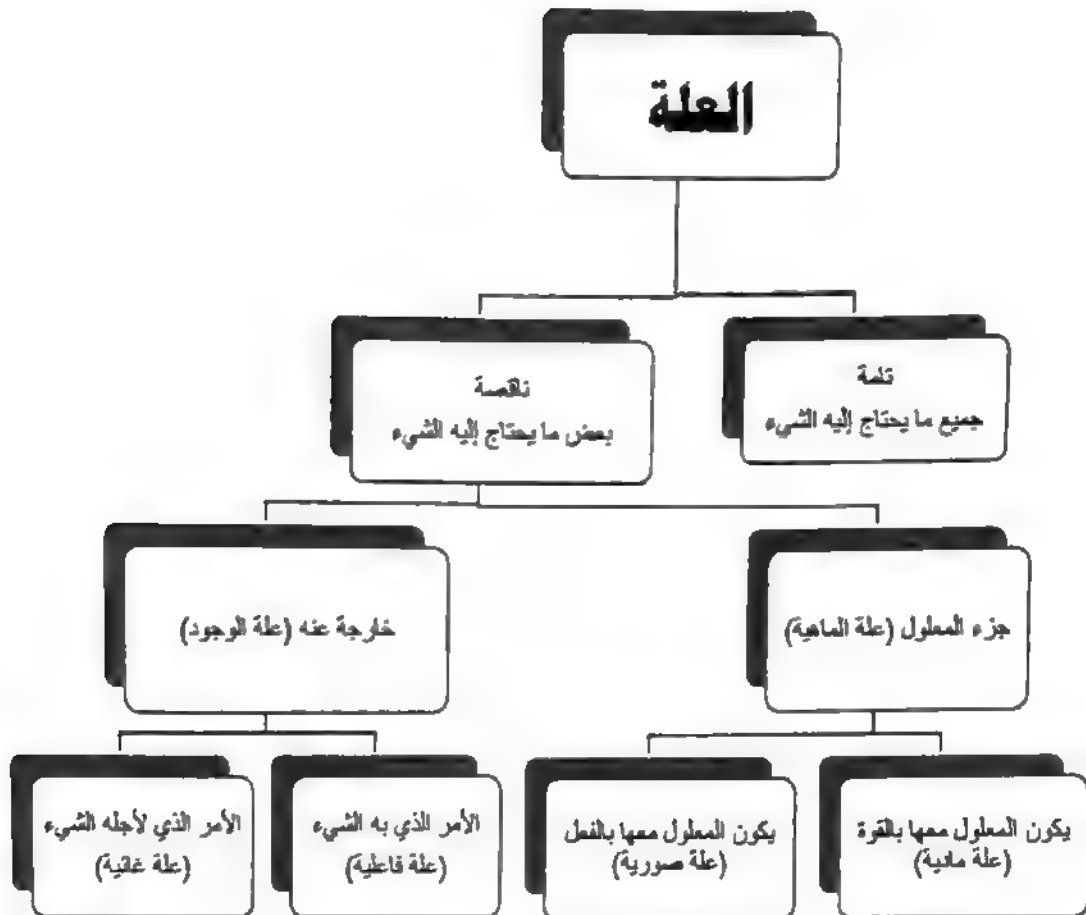 العلة
تامة
جميع ما يحتاج إليه الشيء
ناقصة
بعض ما يحتاج إليه الشيء
جزء المعلول (علة الماهية)
خارجة عنه (علة الوجود)
يكون المعلول معها بالقوة
(علة مادية)
يكون المعلول معها بالفعل
(علة صورية)
الأمر الذي به الشيء
(علة فاعلية)
الأمر الذي لأجله الشيء
(علة غائية)